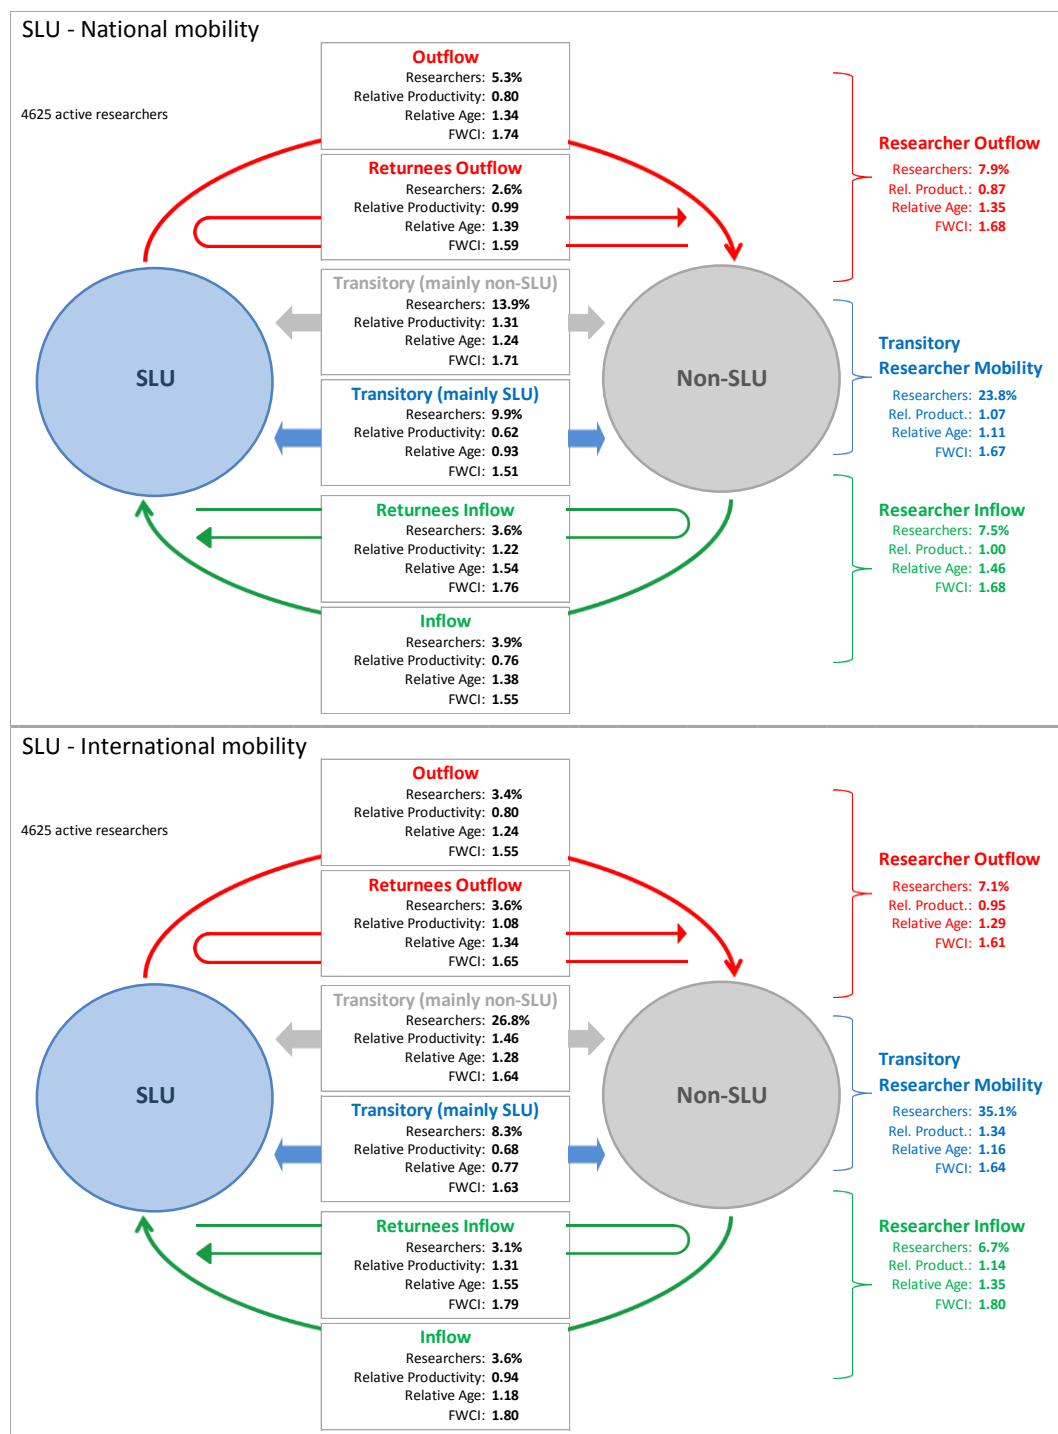 SLU - National mobility
4625 active researchers
Outflow
Researchers: 5.3%
Relative Productivity: 0.80
Relative Age: 1.34
FWCI: 1.74
Returnees Outflow
Researchers: 2.6%
Relative Productivity: 0.99
Relative Age: 1.39
FWCI: 1.59
Transitory (mainly non-SLU)
Researchers: 13.9%
Relative Productivity: 1.31
Relative Age: 1.24
FWCI: 1.71
Transitory (mainly SLU)
Researchers: 9.9%
Relative Productivity: 0.62
Relative Age: 0.93
FWCI: 1.51
Returnees Inflow
Researchers: 3.6%
Relative Productivity: 1.22
Relative Age: 1.54
FWCI: 1.76
Inflow
Researchers: 3.9%
Relative Productivity: 0.76
Relative Age: 1.38
FWCI: 1.55
SLU
Non-SLU
Researcher Outflow
Researchers: 7.9%
Rel. Product.: 0.87
Relative Age: 1.35
FWCI: 1.68
Transitory
Researcher Mobility
Researchers: 23.8%
Rel. Product.: 1.07
Relative Age: 1.11
FWCI: 1.67
Researcher Inflow
Researchers: 7.5%
Rel. Product.: 1.00
Relative Age: 1.46
FWCI: 1.68
SLU - International mobility
4625 active researchers
Outflow
Researchers: 3.4%
Relative Productivity: 0.80
Relative Age: 1.24
FWCI: 1.55
Returnees Outflow
Researchers: 3.6%
Relative Productivity: 1.08
Relative Age: 1.34
FWCI: 1.65
Transitory (mainly non-SLU)
Researchers: 26.8%
Relative Productivity: 1.46
Relative Age: 1.28
FWCI: 1.64
Transitory (mainly SLU)
Researchers: 8.3%
Relative Productivity: 0.68
Relative Age: 0.77
FWCI: 1.63
Returnees Inflow
Researchers: 3.1%
Relative Productivity: 1.31
Relative Age: 1.55
FWCI: 1.79
Inflow
Researchers: 3.6%
Relative Productivity: 0.94
Relative Age: 1.18
FWCI: 1.80
SLU
Non-SLU
Researcher Outflow
Researchers: 7.1%
Rel. Product.: 0.95
Relative Age: 1.29
FWCI: 1.61
Transitory
Researcher Mobility
Researchers: 35.1%
Rel. Product.: 1.34
Relative Age: 1.16
FWCI: 1.64
Researcher Inflow
Researchers: 6.7%
Rel. Product.: 1.14
Relative Age: 1.35
FWCI: 1.80